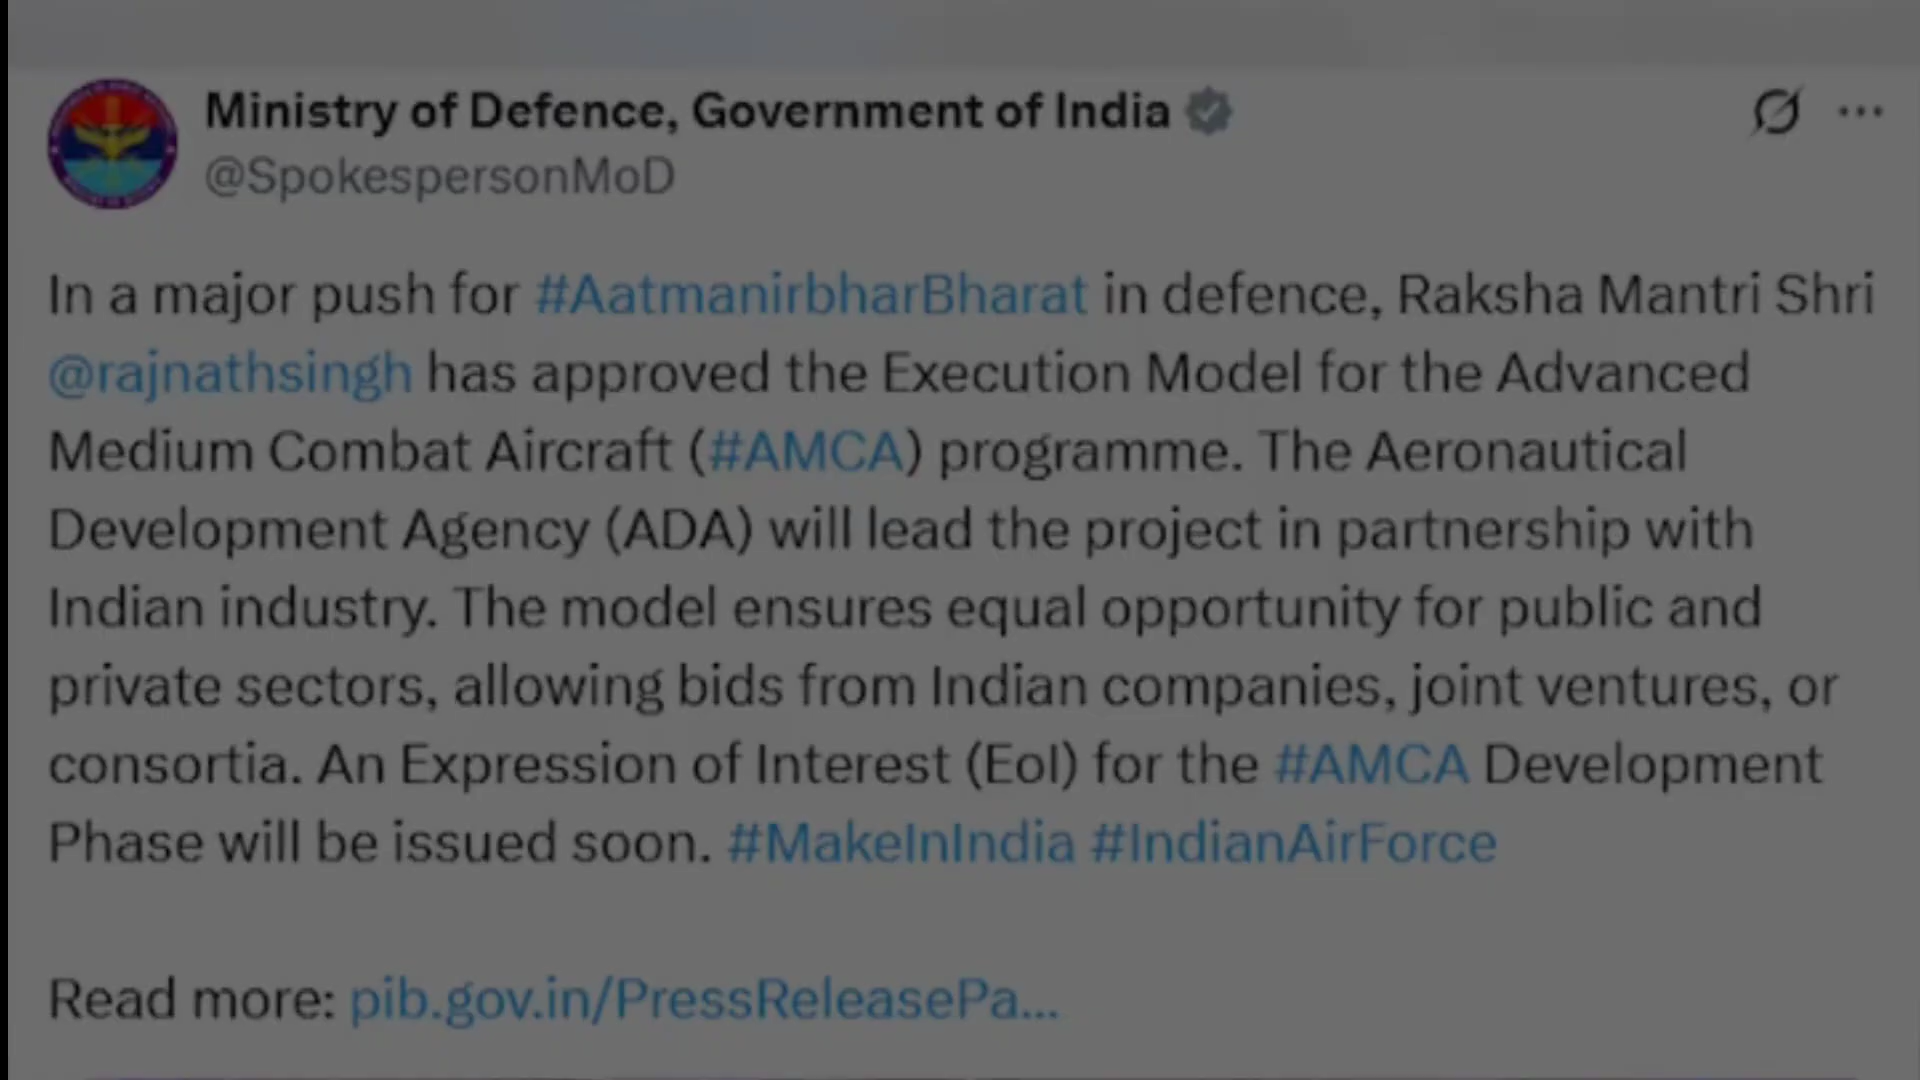 Ministry of Defence, Government of India
@SpokespersonMoD
In a major push for #AatmanirbharBharat in defence, Raksha Mantri Shri
@rajnathsingh has approved the Execution Model for the Advanced
Medium Combat Aircraft (#AMCA) programme. The Aeronautical
Development Agency (ADA) will lead the project in partnership with
Indian industry. The model ensures equal opportunity for public and
private sectors, allowing bids from Indian companies, joint ventures, or
consortia. An Expression of Interest (EoI) for the #AMCA Development
Phase will be issued soon. #MakeInIndia #IndianAirForce
Read more: pib.gov.in/PressReleasePa...